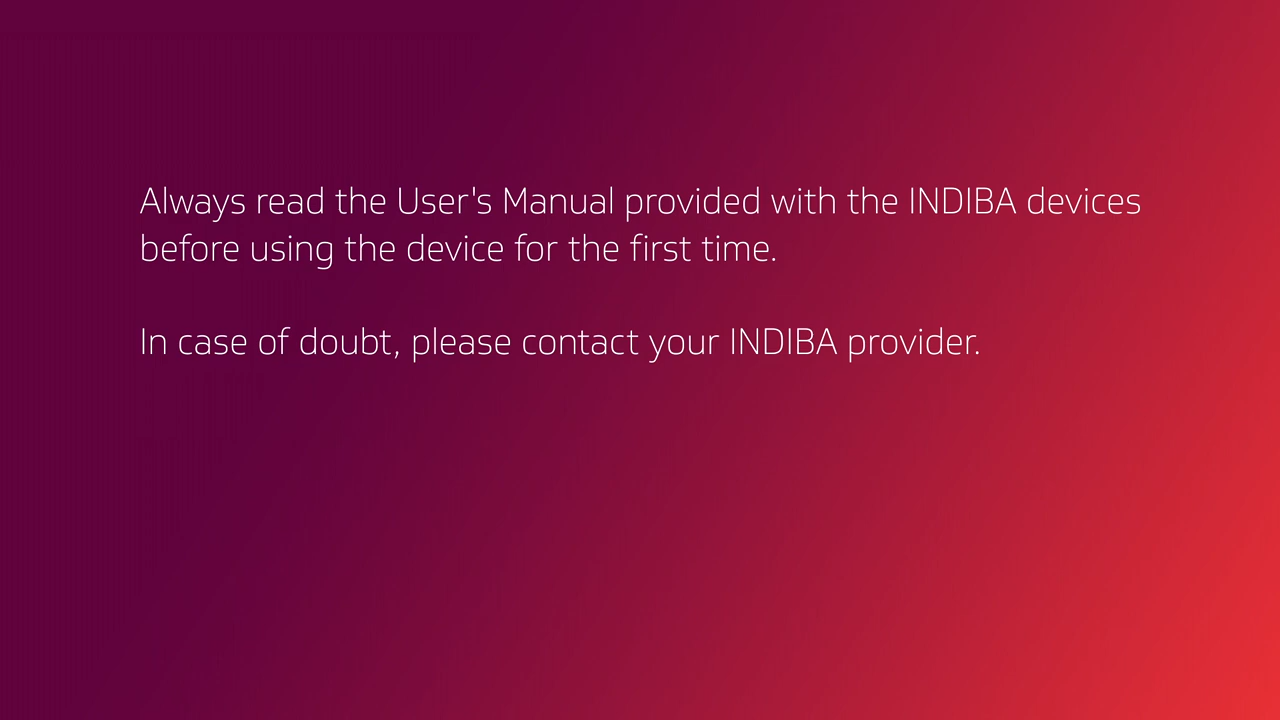 Always read the User's Manual provided with the INDIBA devices
before using the device for the first time.
In case of doubt, please contact your INDIBA provider.